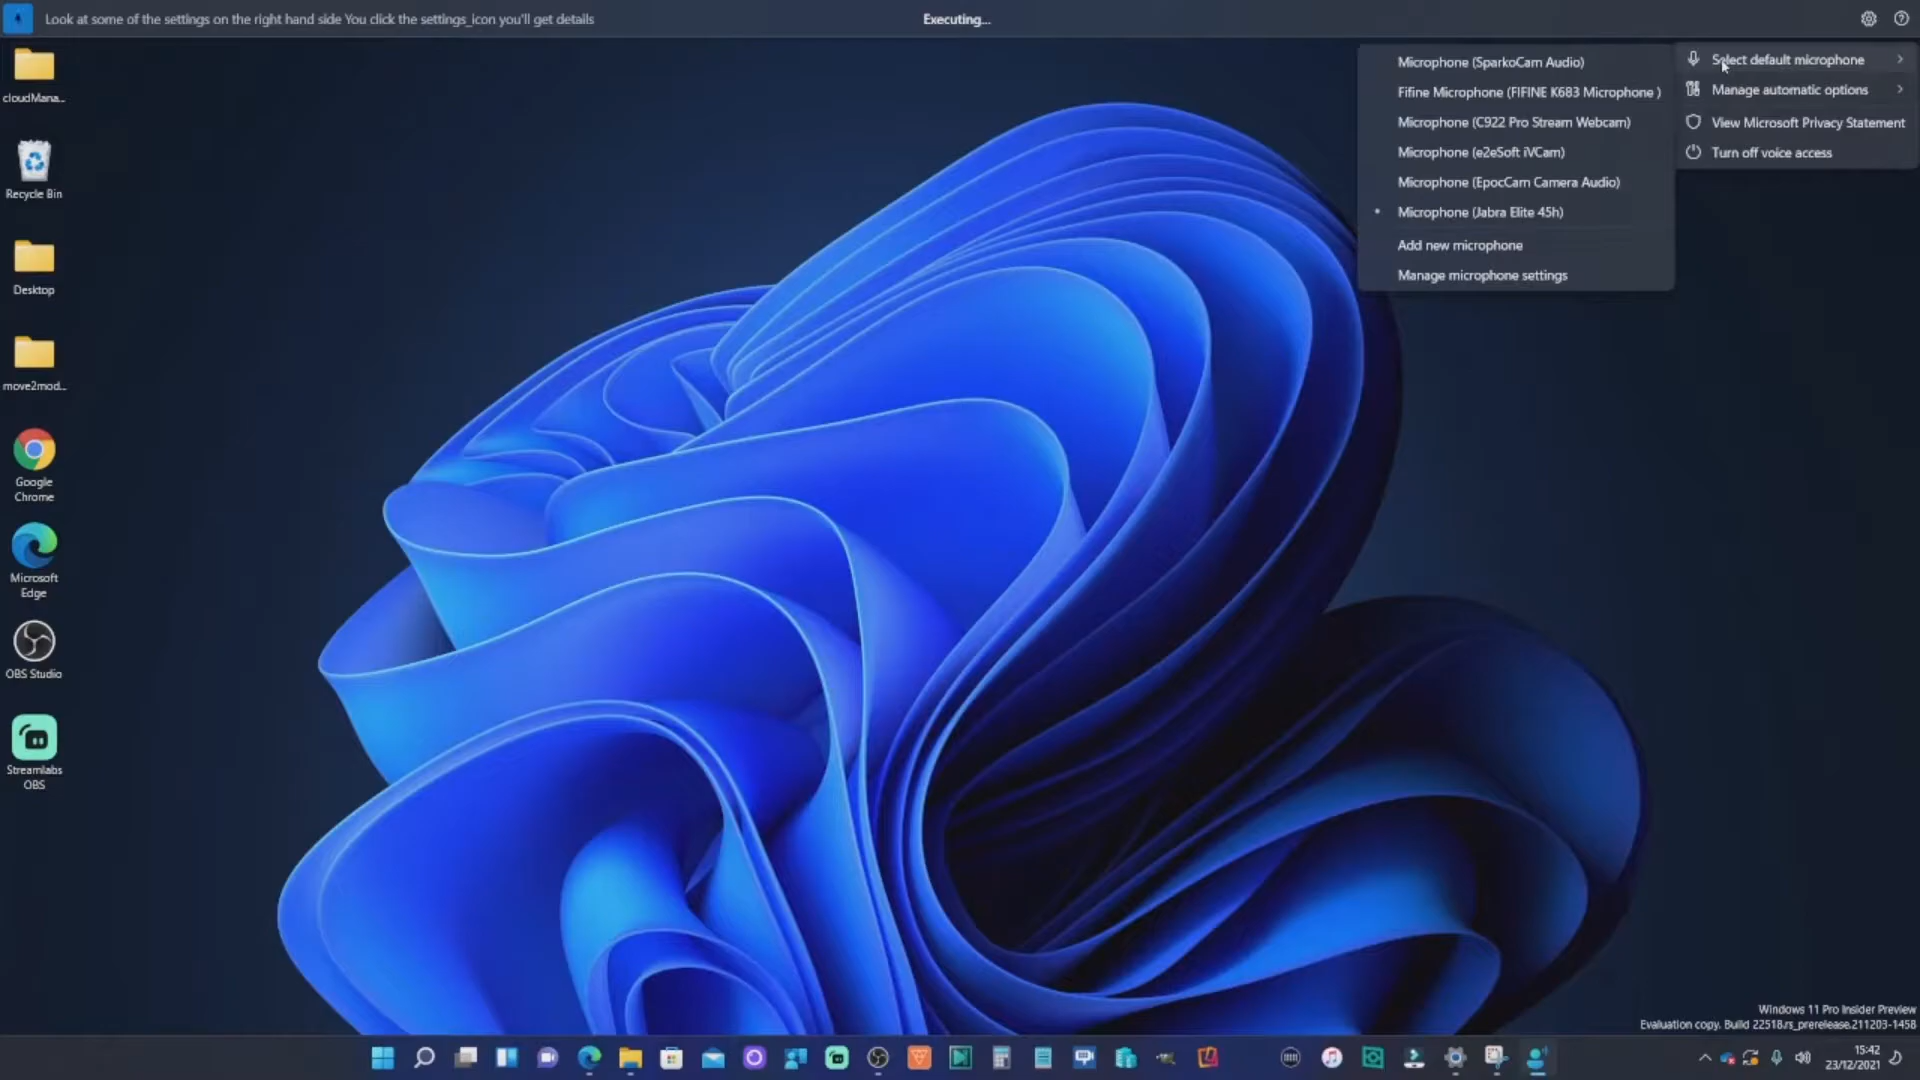 Look at some of the settings on the right hand side You click the settings_icon you'll get details
Executing...
cloudMana...
Recycle Bin
Desktop
move2mod...
Google
Chrome
Microsoft
Edge
OBS Studio
Streamlabs
OBS
Microphone (SparkoCam Audio)
Fifine Microphone (FIFINE K683 Microphone )
Microphone (C922 Pro Stream Webcam)
Microphone (e2eSoft iVCam)
Microphone (EpocCam Camera Audio)
Microphone (Jabra Elite 45h)
Add new microphone
Manage microphone settings
Select default microphone
Manage automatic options
View Microsoft Privacy Statement
Turn off voice access
Windows 11 Pro Insider Preview
Evaluation copy. Build 22518.rs_prerelease.211203-1458
15:42
23/12/2021